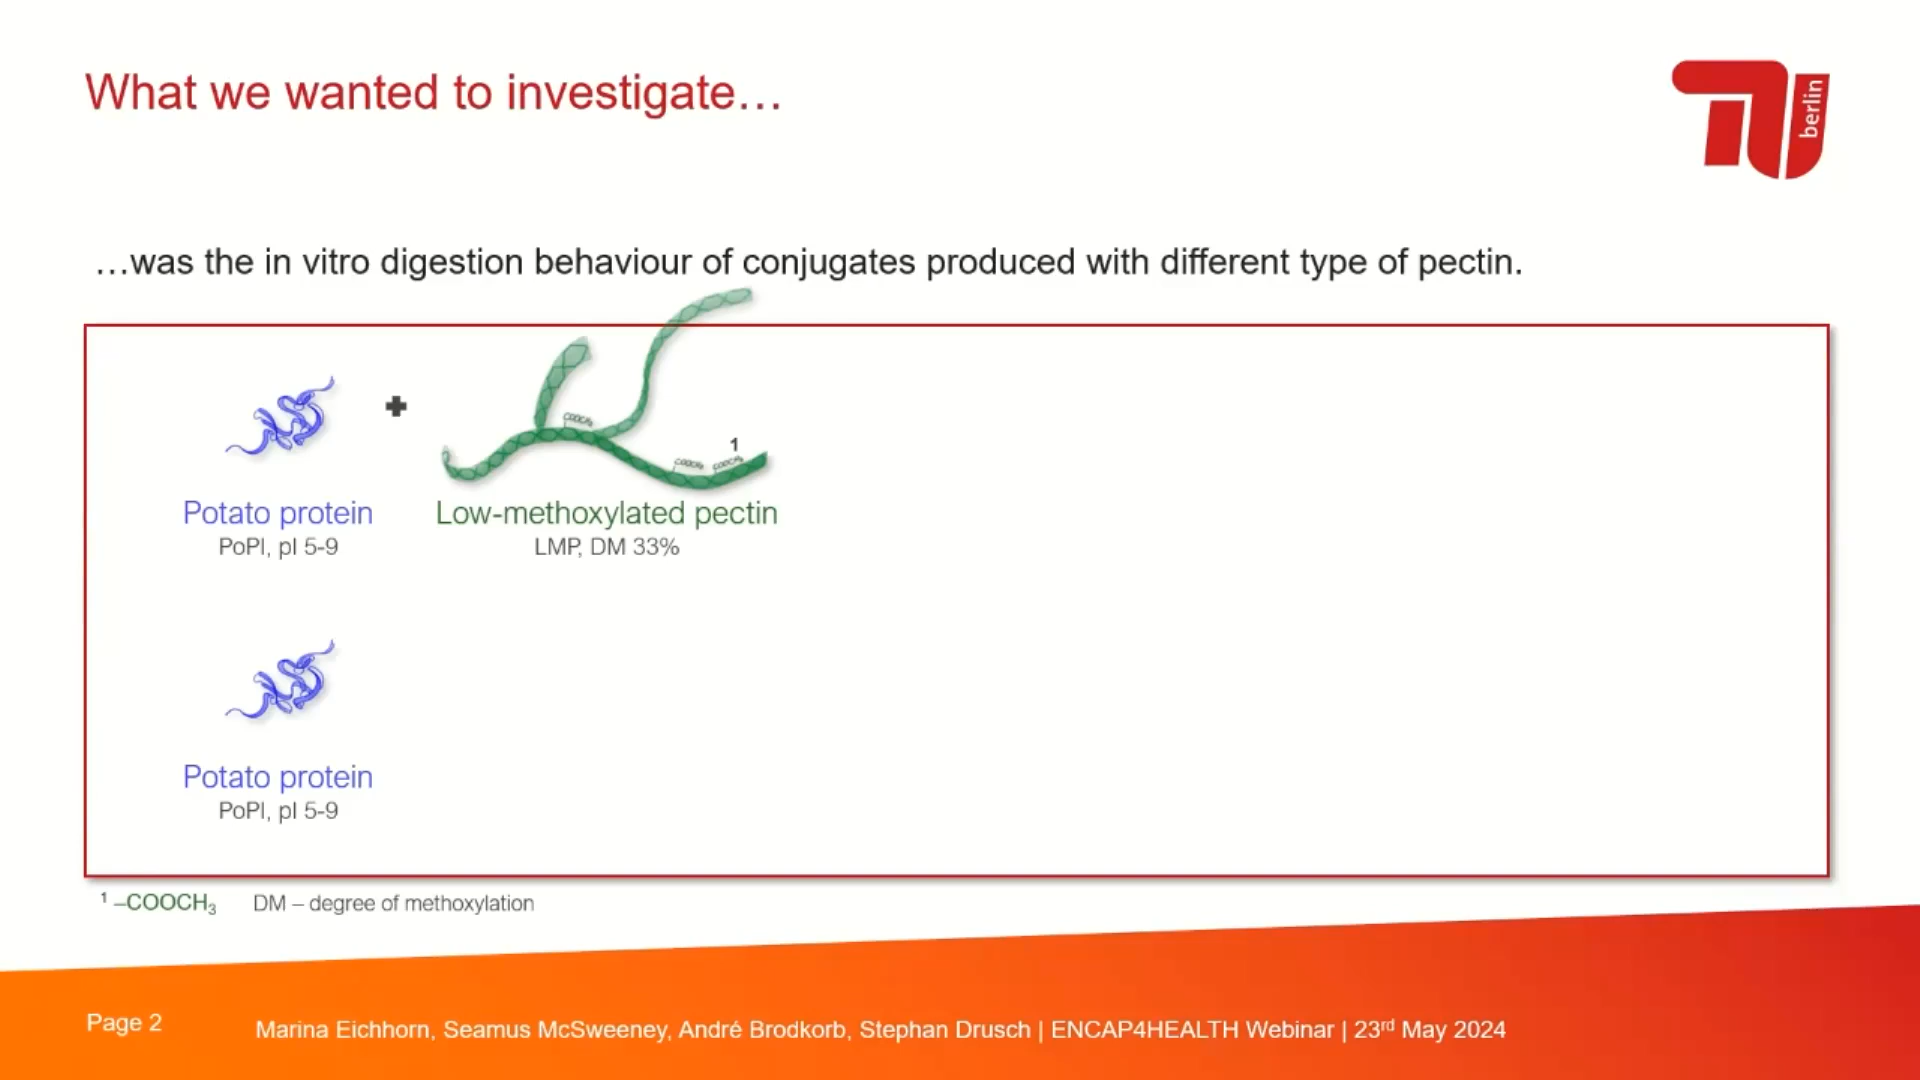 What we wanted to investigate…
berlin
…was the in vitro digestion behaviour of conjugates produced with different type of pectin.
COOCH₃
1
COOCH₃ COOCH₃
Potato protein
PoPI, pI 5-9
Low-methoxylated pectin
LMP, DM 33%
Potato protein
PoPI, pI 5-9
¹ –COOCH₃ DM – degree of methoxylation
Page 2
Marina Eichhorn, Seamus McSweeney, André Brodkorb, Stephan Drusch | ENCAP4HEALTH Webinar | 23rd May 2024